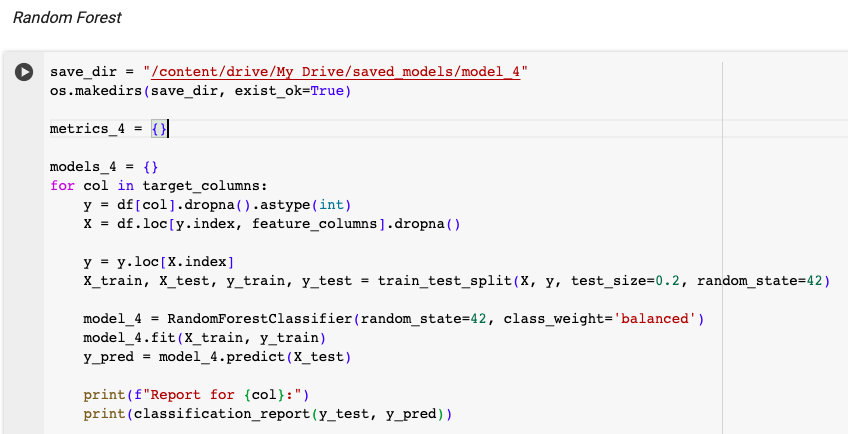 Random Forest
save_dir = "/content/drive/My Drive/saved_models/model_4"
os.makedirs(save_dir, exist_ok=True)
metrics_4 = {}
models_4 = {}
for col in target_columns:
    y = df[col].dropna().astype(int)
    X = df.loc[y.index, feature_columns].dropna()
    y = y.loc[X.index]
    X_train, X_test, y_train, y_test = train_test_split(X, y, test_size=0.2, random_state=42)
    model_4 = RandomForestClassifier(random_state=42, class_weight='balanced')
    model_4.fit(X_train, y_train)
    y_pred = model_4.predict(X_test)
    print(f"Report for {col}:")
    print(classification_report(y_test, y_pred))